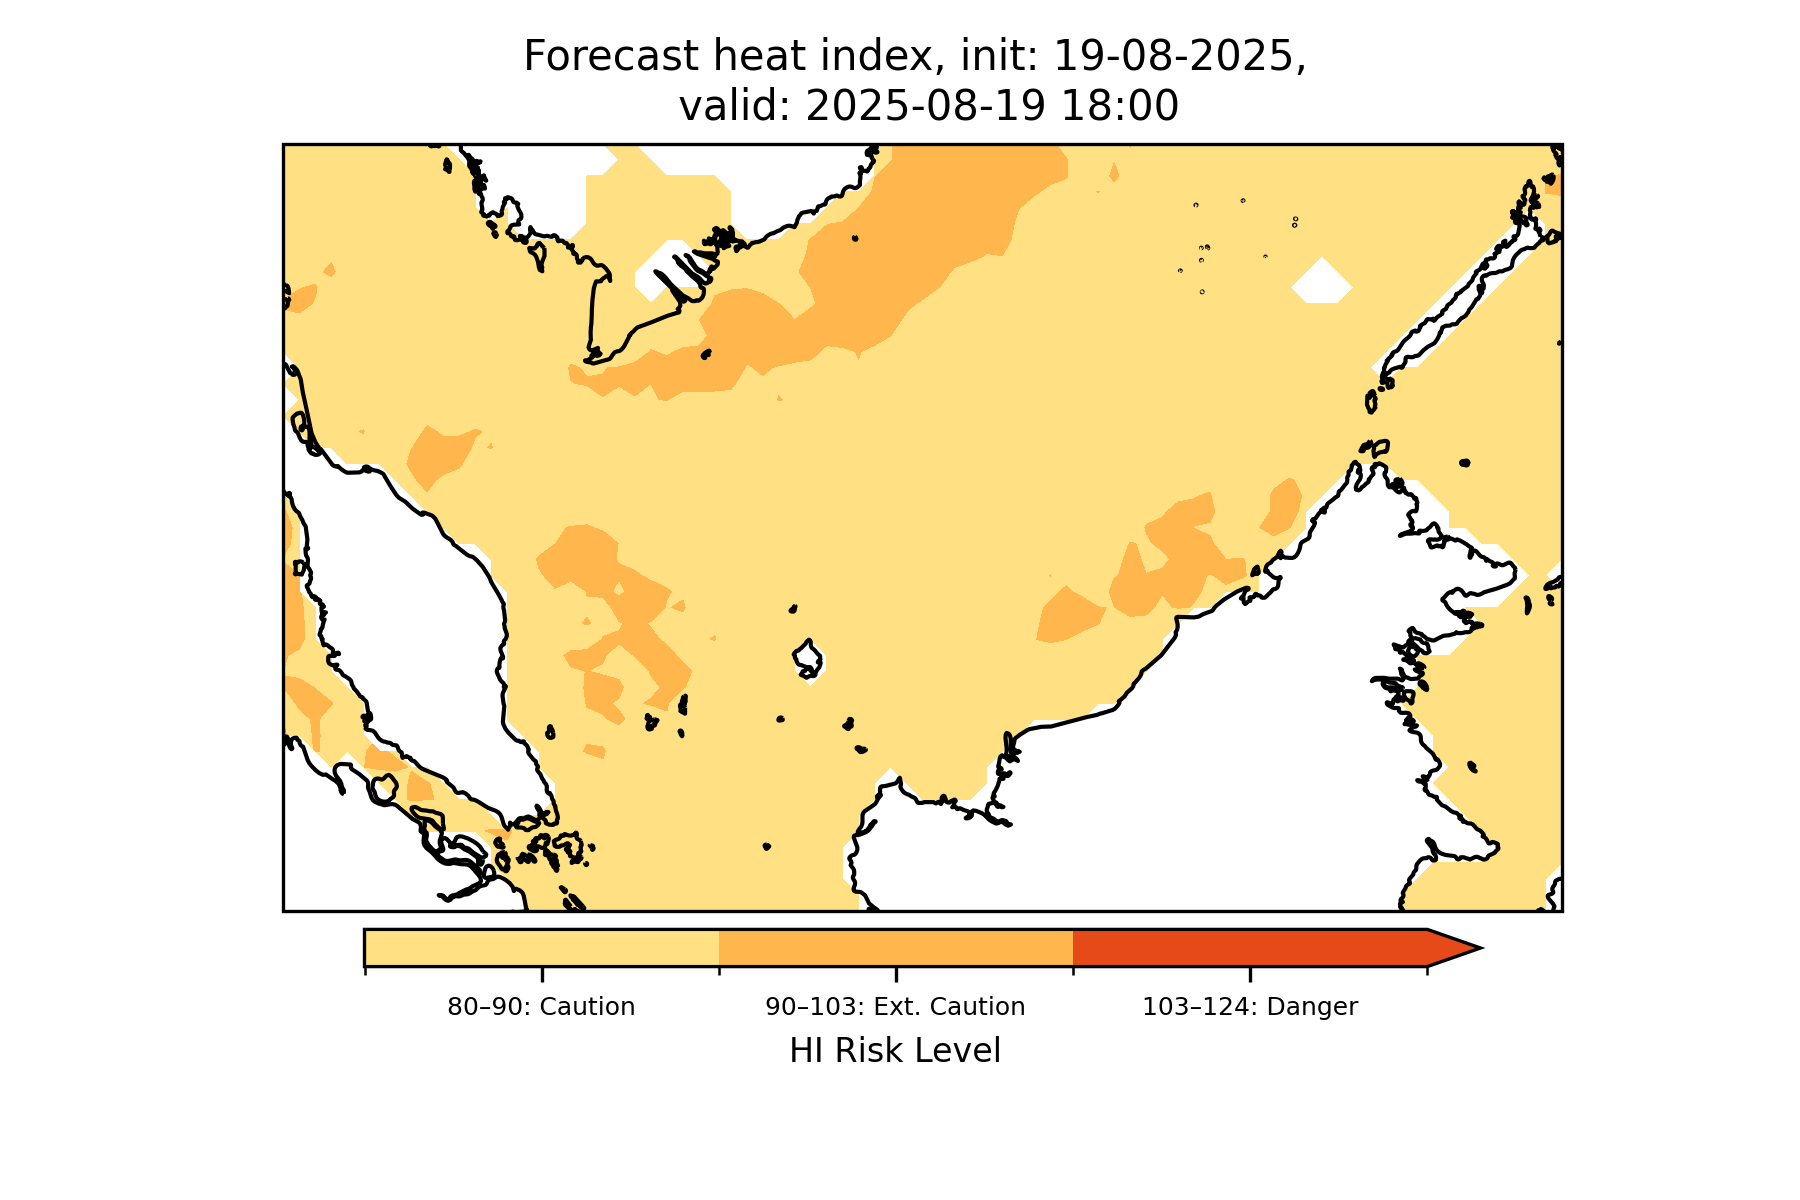 Forecast heat index, init: 19-08-2025,
valid: 2025-08-19 18:00
80–90: Caution
90–103: Ext. Caution
103–124: Danger
HI Risk Level